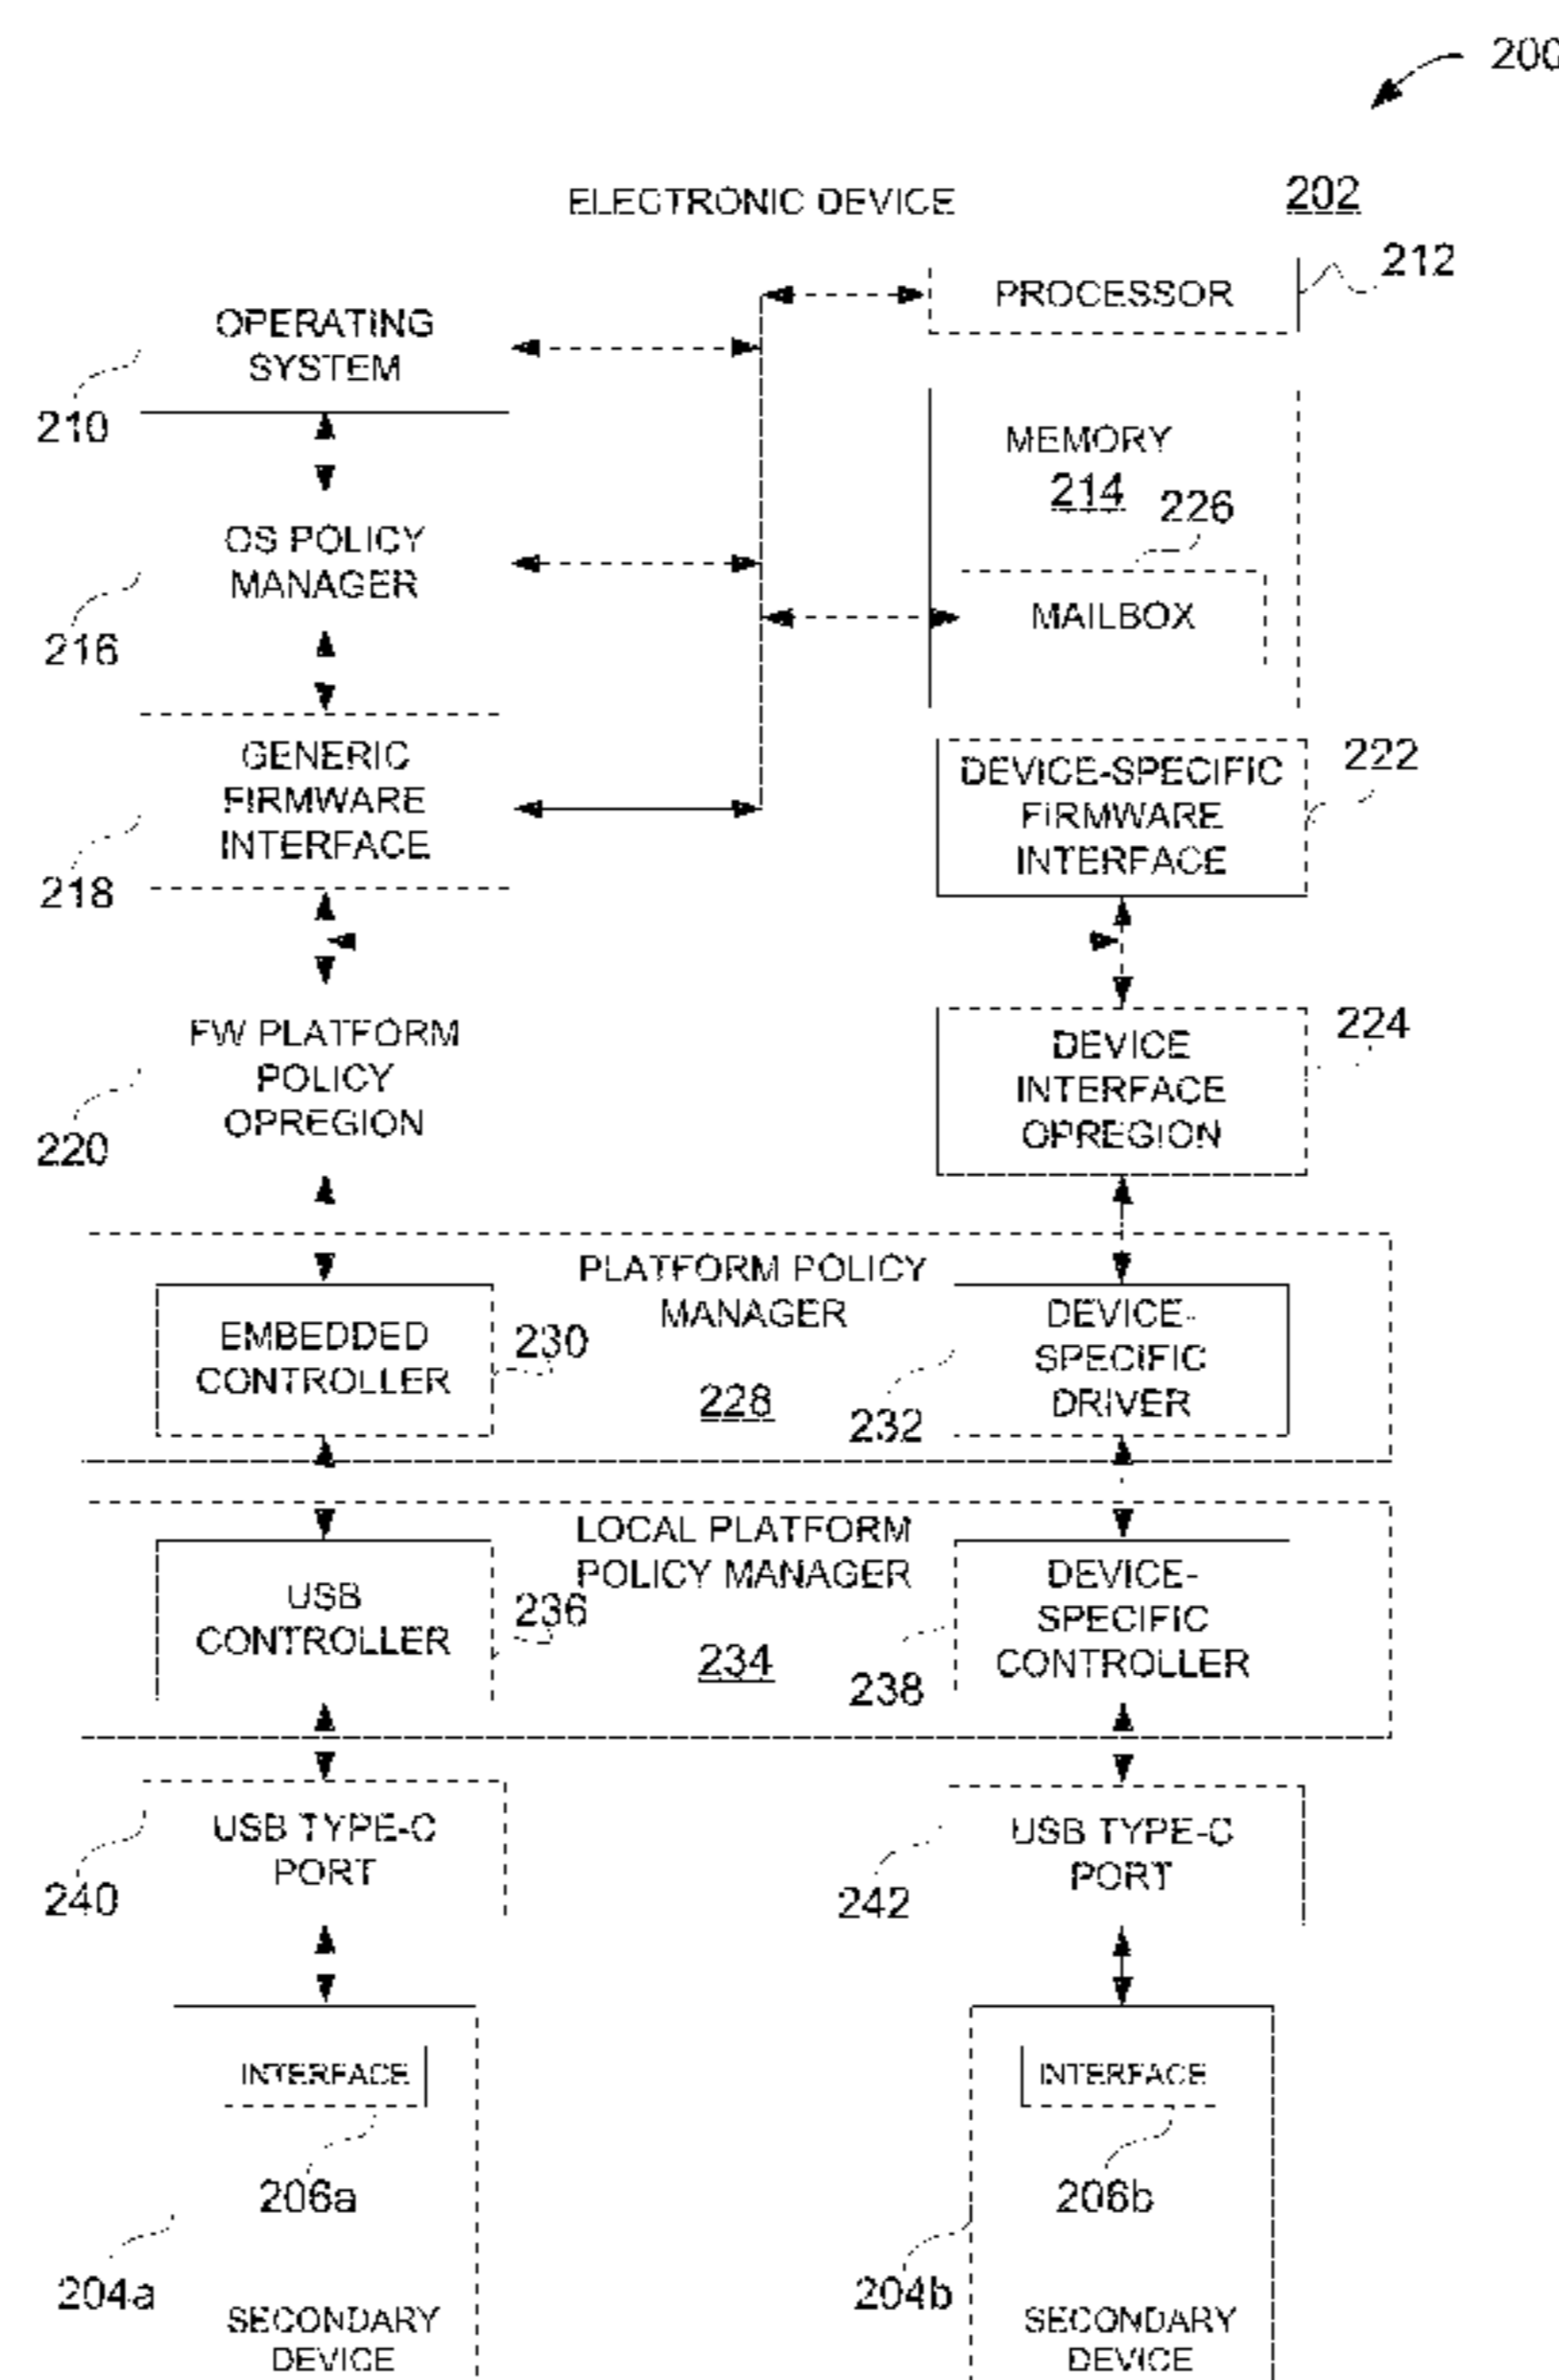 200
ELECTRONIC DEVICE
202
PROCESSOR
212
OPERATING
SYSTEM
210
MEMORY
214
226
MAILBOX
OS POLICY
MANAGER
216
GENERIC
FIRMWARE
INTERFACE
218
DEVICE-SPECIFIC
FIRMWARE
INTERFACE
222
FW PLATFORM
POLICY
OPREGION
220
DEVICE
INTERFACE
OPREGION
224
PLATFORM POLICY
MANAGER
228
EMBEDDED
CONTROLLER
230
DEVICE-
SPECIFIC
DRIVER
232
LOCAL PLATFORM
POLICY MANAGER
234
USB
CONTROLLER
236
DEVICE-
SPECIFIC
CONTROLLER
238
USB TYPE-C
PORT
240
USB TYPE-C
PORT
242
INTERFACE
206a
204a
SECONDARY
DEVICE
INTERFACE
206b
204b
SECONDARY
DEVICE